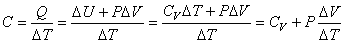 C = Q/ΔT = (ΔU + PΔV)/ΔT = (C_VΔT + PΔV)/ΔT = C_V + P ΔV/ΔT